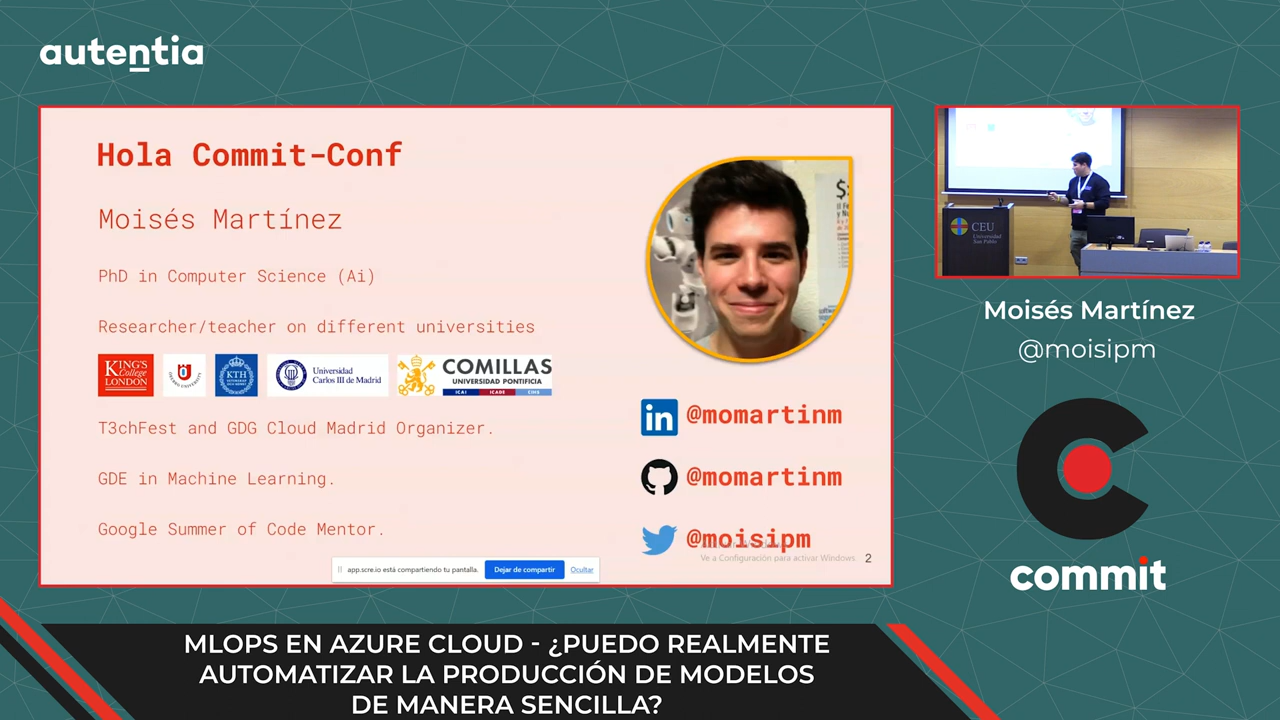 autentia
Hola Commit-Conf
Moisés Martínez
PhD in Computer Science (Ai)
Researcher/teacher on different universities
KING'S
College
LONDON
KTH
Universidad
Carlos III de Madrid
COMILLAS
UNIVERSIDAD PONTIFICIA
ICAI ICADE CIHS
T3chFest and GDG Cloud Madrid Organizer.
GDE in Machine Learning.
Google Summer of Code Mentor.
in @momartinm
@momartinm
@moisipm
Ve a Configuración para activar Windows
2
app.scre.io está compartiendo tu pantalla. Dejar de compartir Ocultar
CEU
Universidad
San Pablo
Moisés Martínez
@moisipm
commit
MLOPS EN AZURE CLOUD - ¿PUEDO REALMENTE
AUTOMATIZAR LA PRODUCCIÓN DE MODELOS
DE MANERA SENCILLA?